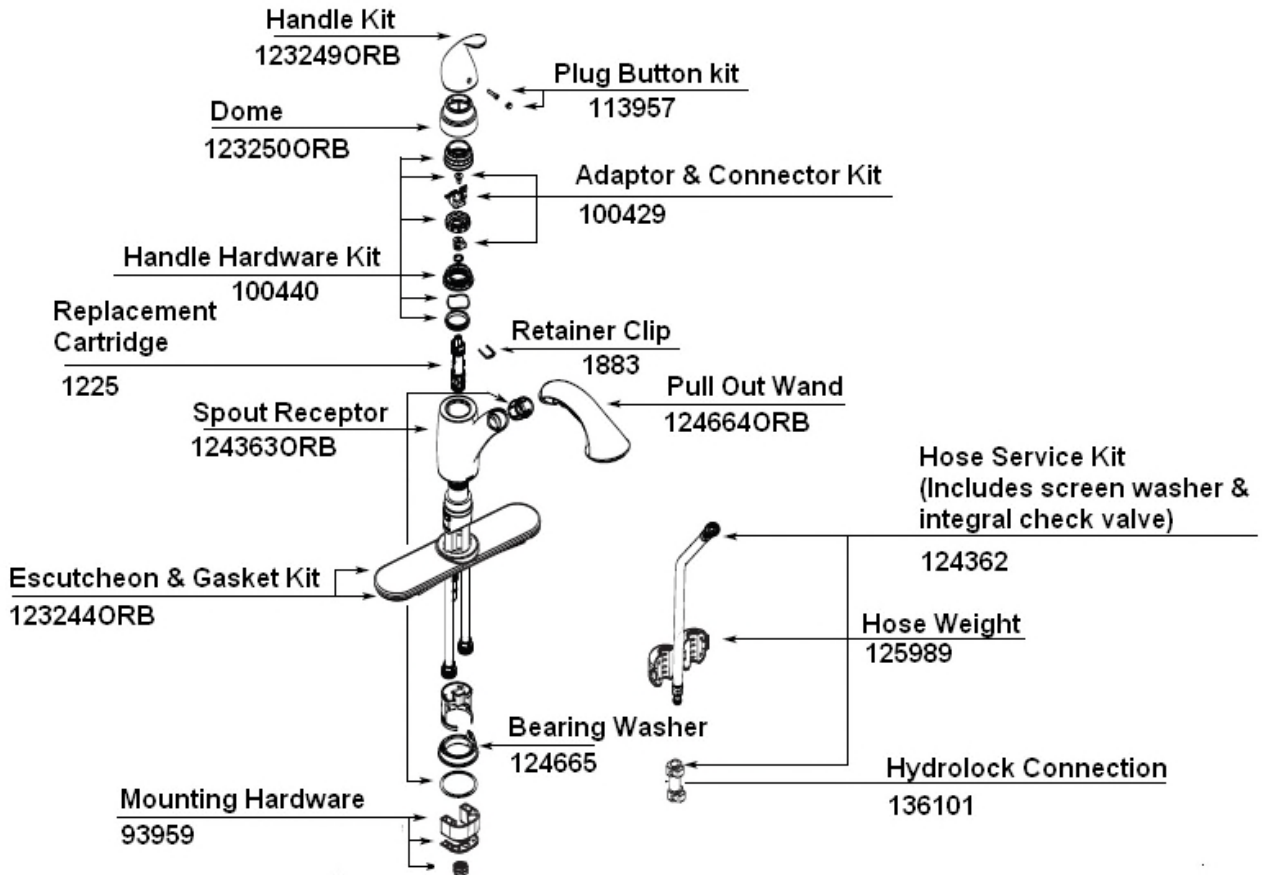 Handle Kit
123249ORB
Plug Button kit
113957
Dome
123250ORB
Adaptor & Connector Kit
100429
Handle Hardware Kit
100440
Replacement
Cartridge
1225
Retainer Clip
1883
Pull Out Wand
124664ORB
Spout Receptor
124363ORB
Hose Service Kit
(Includes screen washer &
integral check valve)
124362
Escutcheon & Gasket Kit
123244ORB
Hose Weight
125989
Bearing Washer
124665
Hydrolock Connection
136101
Mounting Hardware
93959